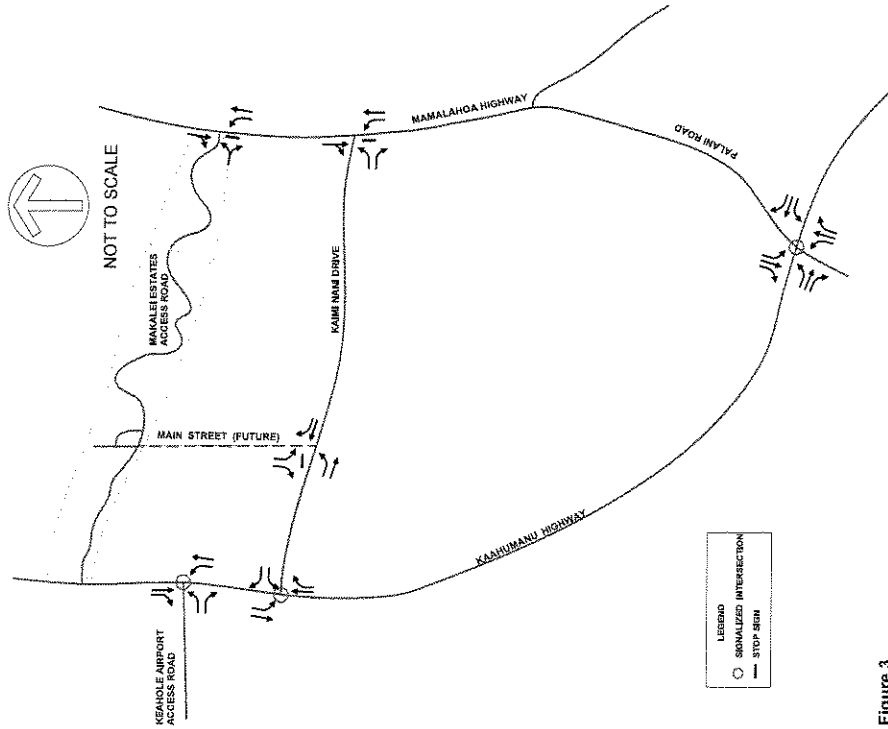 NOT TO SCALE
MAMALAHOA HIGHWAY
PALANI ROAD
MAKALEI ESTATES
ACCESS ROAD
KAIMI NANI DRIVE
MAIN STREET (FUTURE)
KAAHUMANU HIGHWAY
KEAHOLE AIRPORT
ACCESS ROAD
LEGEND
SIGNALIZED INTERSECTION
STOP SIGN
Figure 3